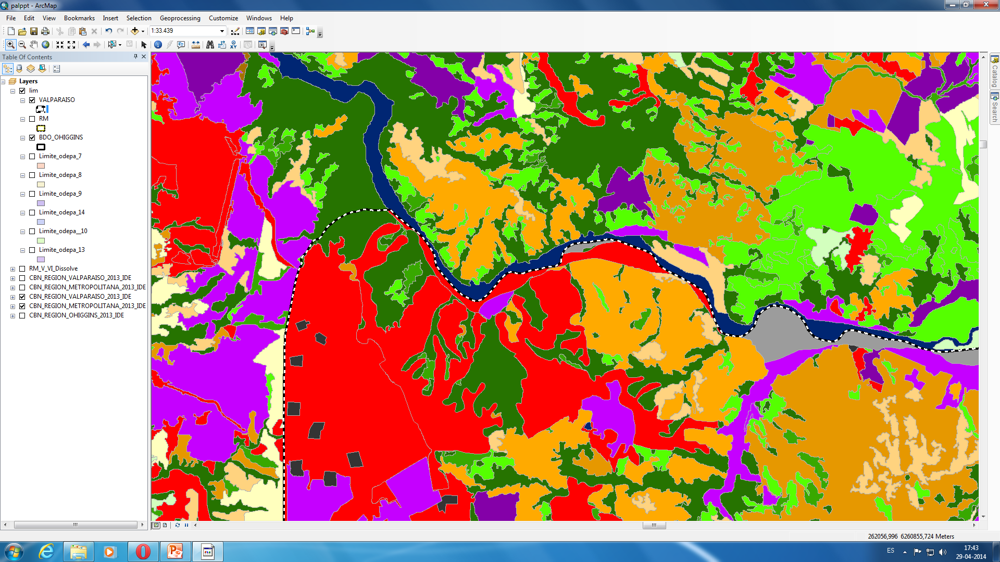 palppt - ArcMap
File Edit View Bookmarks Insert Selection Geoprocessing Customize Windows Help
1:33.439
Table Of Contents
Layers
lim
VALPARAISO
RM
BDO_OHIGGINS
Limite_odepa_7
Limite_odepa_8
Limite_odepa_9
Limite_odepa_14
Limite_odepa__10
Limite_odepa_13
RM_V_VI_Dissolve
CBN_REGION_VALPARAISO_2013_IDE
CBN_REGION_METROPOLITANA_2013_IDE
CBN_REGION_VALPARAISO_2013_IDE
CBN_REGION_METROPOLITANA_2013_IDE
CBN_REGION_OHIGGINS_2013_IDE
Catalog
Search
262056,996 6260855,724 Meters
ES
17:43
29-04-2014